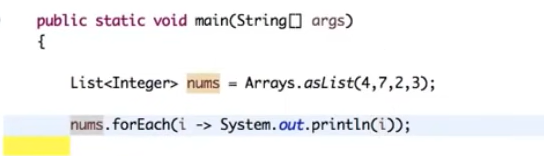 public static void main(String[] args)
{
List<Integer> nums = Arrays.asList(4,7,2,3);
nums.forEach(i -> System.out.println(i));